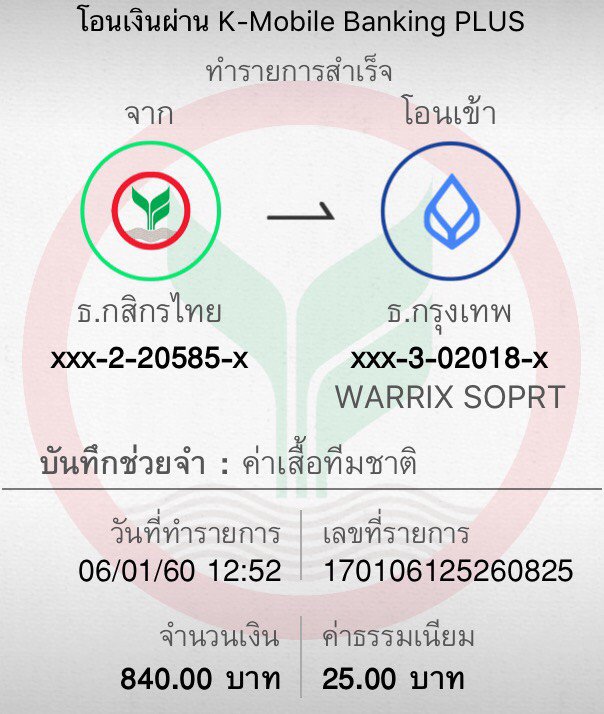 โอนเงินผ่าน K-Mobile Banking PLUS
ทำรายการสำเร็จ
จาก
โอนเข้า
ธ.กสิกรไทย
ธ.กรุงเทพ
xxx-2-20585-x
xxx-3-02018-x
WARRIX SOPRT
บันทึกช่วยจำ : ค่าเสื้อทีมชาติ
วันที่ทำรายการ
เลขที่รายการ
06/01/60 12:52
170106125260825
จำนวนเงิน
ค่าธรรมเนียม
840.00 บาท
25.00 บาท